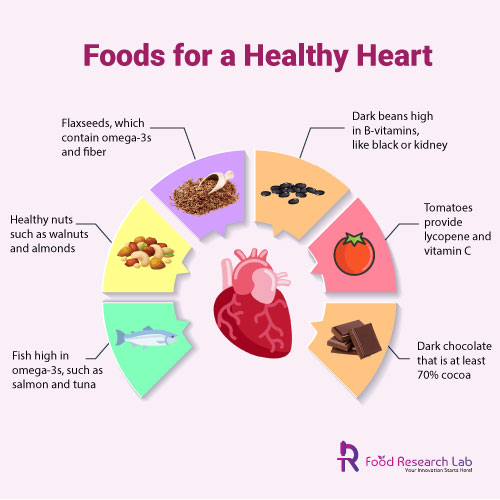 Foods for a Healthy Heart
Flaxseeds, which
contain omega-3s
and fiber
Dark beans high
in B-vitamins,
like black or kidney
Healthy nuts
such as walnuts
and almonds
Tomatoes
provide
lycopene and
vitamin C
Fish high in
omega-3s, such as
salmon and tuna
Dark chocolate
that is at least
70% cocoa
Food Research Lab
Your Innovation Starts Here!